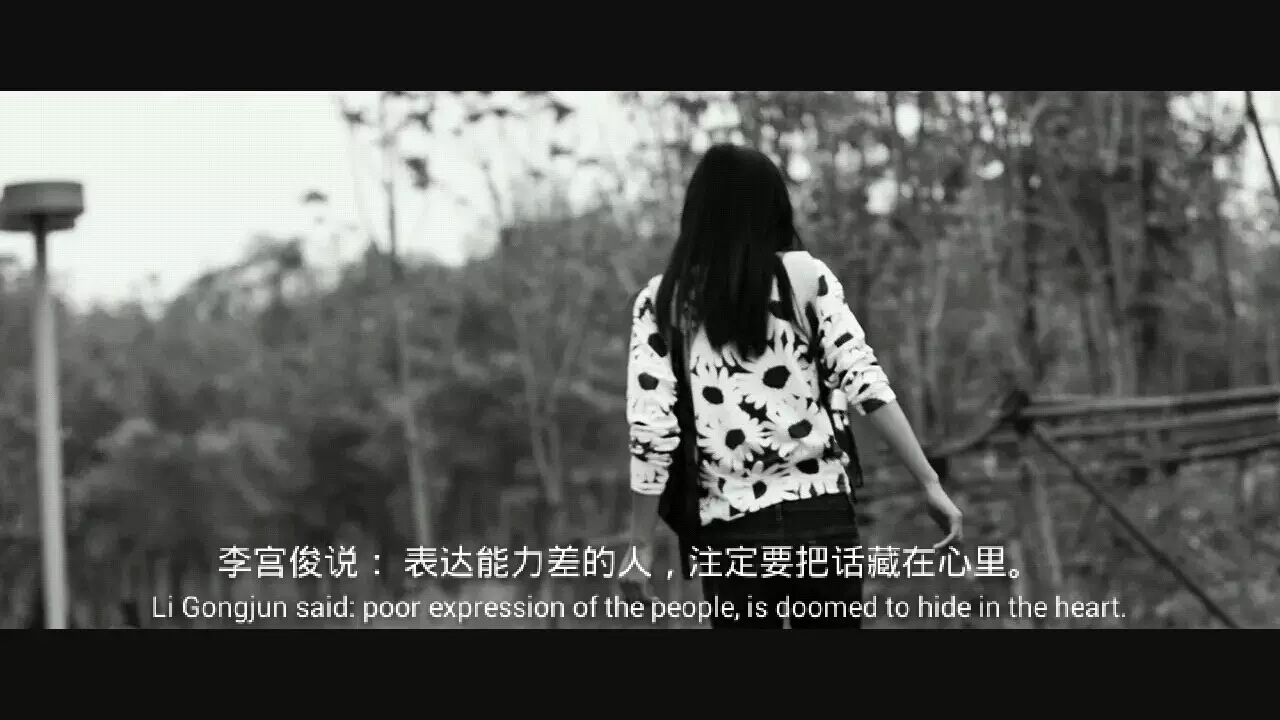 李宫俊说：表达能力差的人，注定要把话藏在心里。
Li Gongjun said: poor expression of the people, is doomed to hide in the heart.